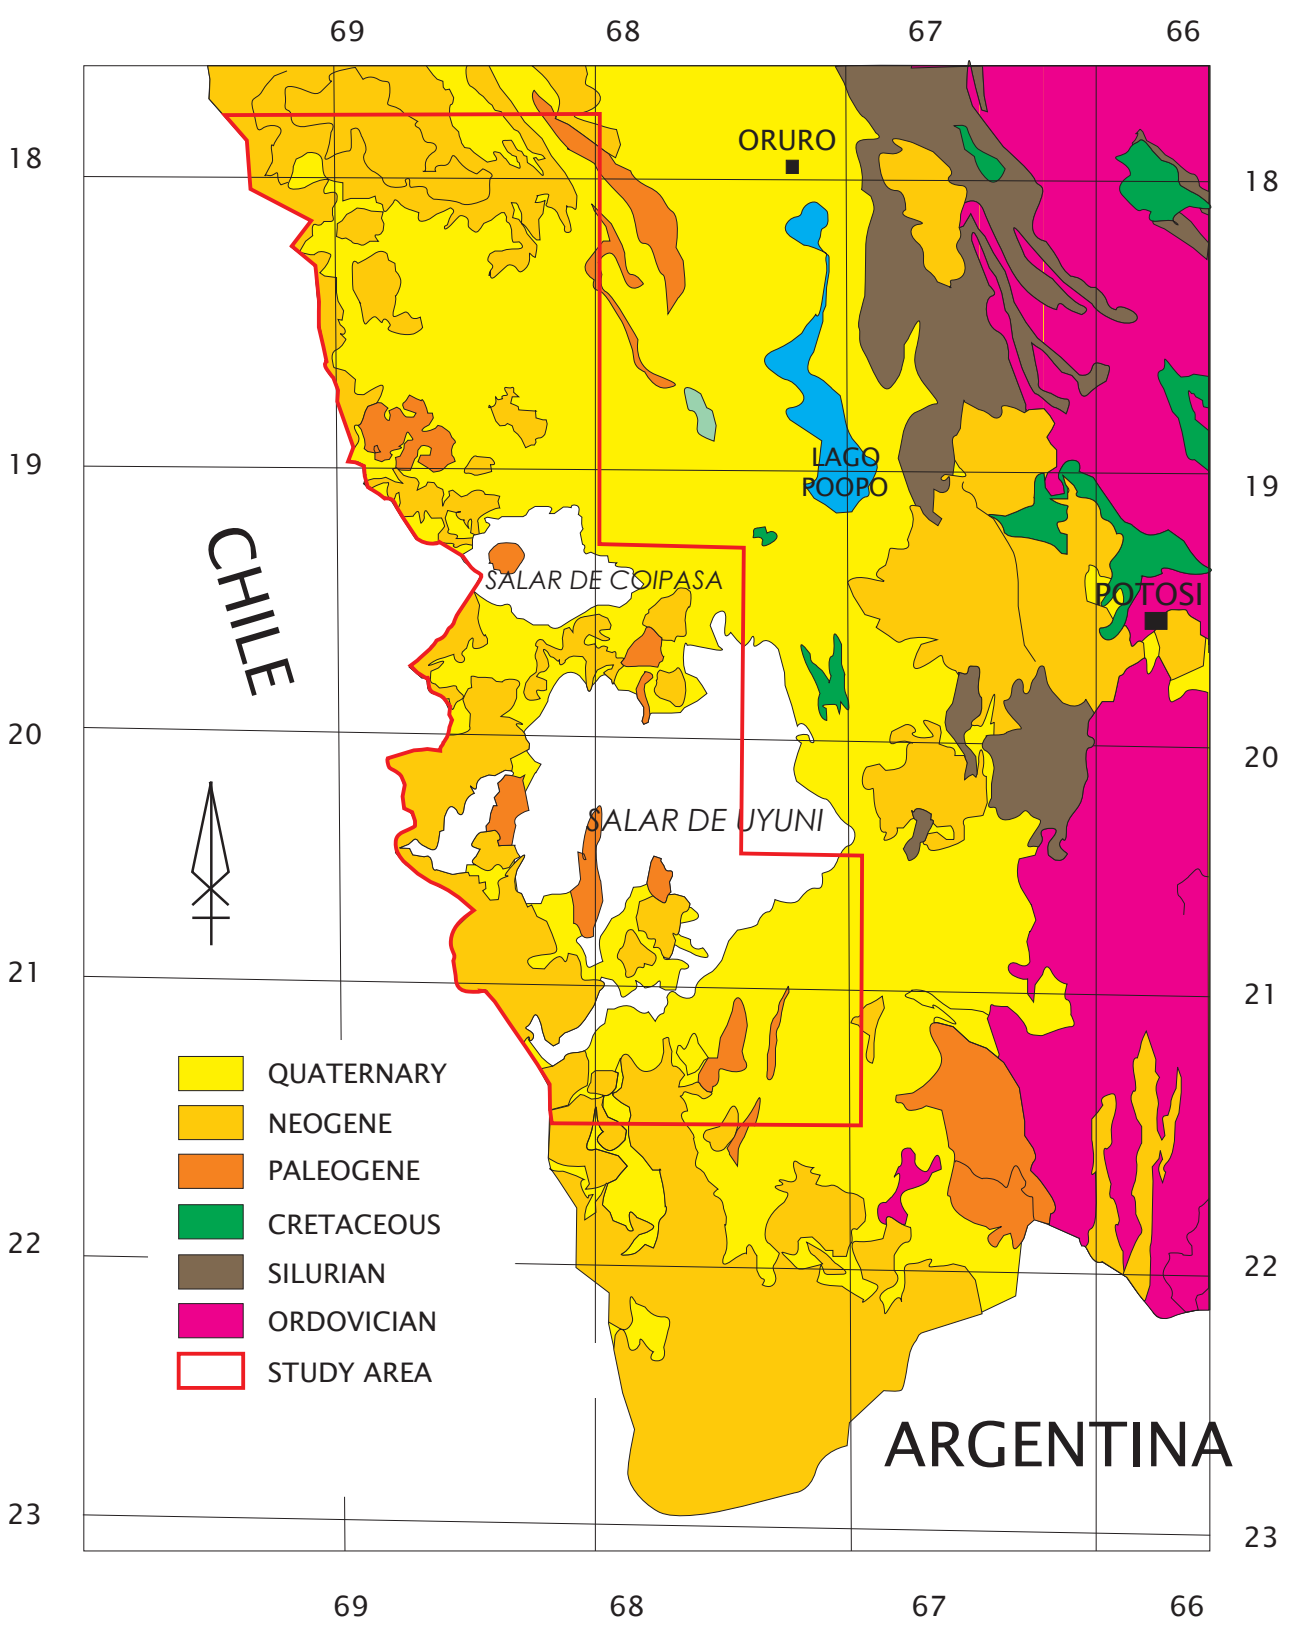 69 68 67 66
ORURO
18 18
LAGO
POOPO
19 19
CHILE
SALAR DE COIPASA
POTOSI
20 20
SALAR DE UYUNI
21 21
QUATERNARY
NEOGENE
PALEOGENE
CRETACEOUS
SILURIAN
ORDOVICIAN
STUDY AREA
22 22
ARGENTINA
23 23
69 68 67 66